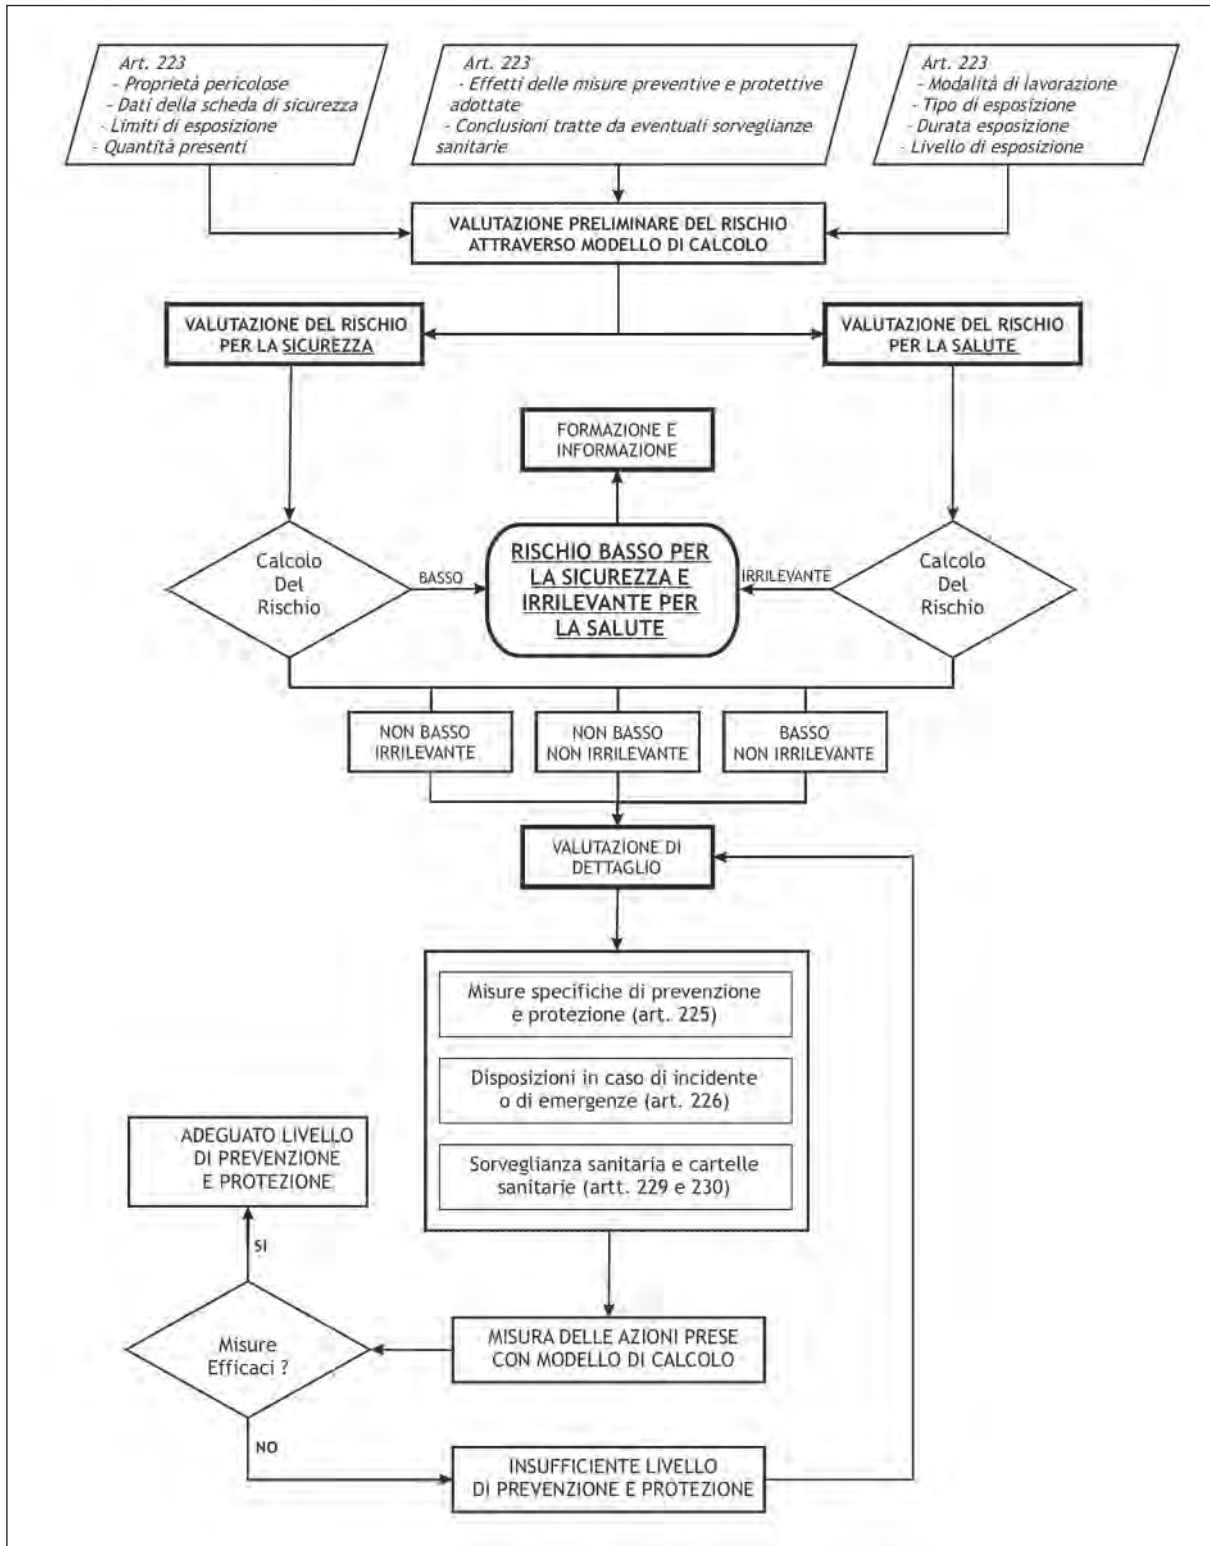 Art. 223
- Proprietà pericolose
- Dati della scheda di sicurezza
- Limiti di esposizione
- Quantità presenti
Art. 223
- Effetti delle misure preventive e protettive
adottate
- Conclusioni tratte da eventuali sorveglianze
sanitarie
Art. 223
- Modalità di lavorazione
- Tipo di esposizione
- Durata esposizione
- Livello di esposizione
VALUTAZIONE PRELIMINARE DEL RISCHIO
ATTRAVERSO MODELLO DI CALCOLO
VALUTAZIONE DEL RISCHIO
PER LA SICUREZZA
VALUTAZIONE DEL RISCHIO
PER LA SALUTE
FORMAZIONE E
INFORMAZIONE
Calcolo
Del
Rischio
BASSO
RISCHIO BASSO PER
LA SICUREZZA E
IRRILEVANTE PER
LA SALUTE
IRRILEVANTE
Calcolo
Del
Rischio
NON BASSO
IRRILEVANTE
NON BASSO
NON IRRILEVANTE
BASSO
NON IRRILEVANTE
VALUTAZIONE DI
DETTAGLIO
Misure specifiche di prevenzione
e protezione (art. 225)
Disposizioni in caso di incidente
o di emergenze (art. 226)
Sorveglianza sanitaria e cartelle
sanitarie (artt. 229 e 230)
ADEGUATO LIVELLO
DI PREVENZIONE
E PROTEZIONE
SI
Misure
Efficaci ?
MISURA DELLE AZIONI PRESE
CON MODELLO DI CALCOLO
NO
INSUFFICIENTE LIVELLO
DI PREVENZIONE E PROTEZIONE